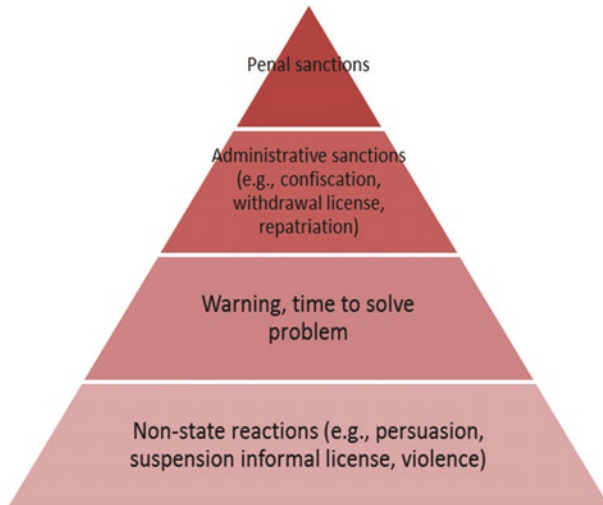 Penal sanctions
Administrative sanctions
(e.g., confiscation,
withdrawal license,
repatriation)
Warning, time to solve
problem
Non-state reactions (e.g., persuasion,
suspension informal license, violence)